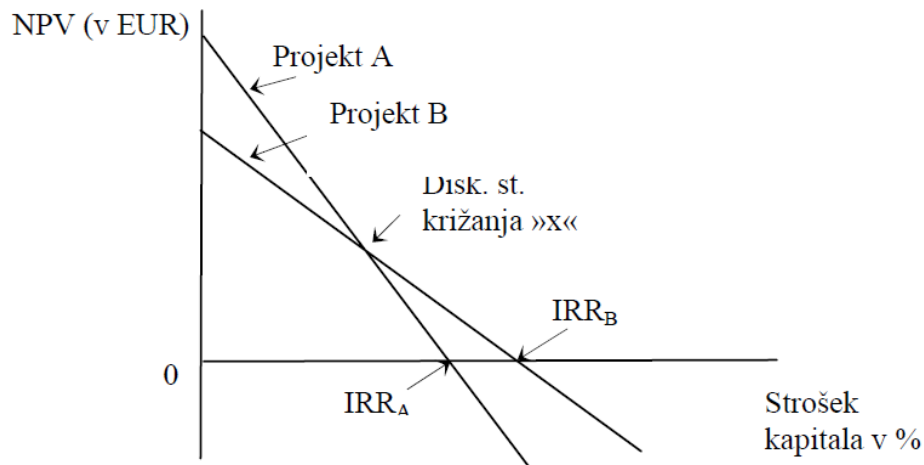 NPV (v EUR)
Projekt A
Projekt B
Disk. st.
križanja »x«
IRR_B
0
IRR_A
Strošek
kapitala v %